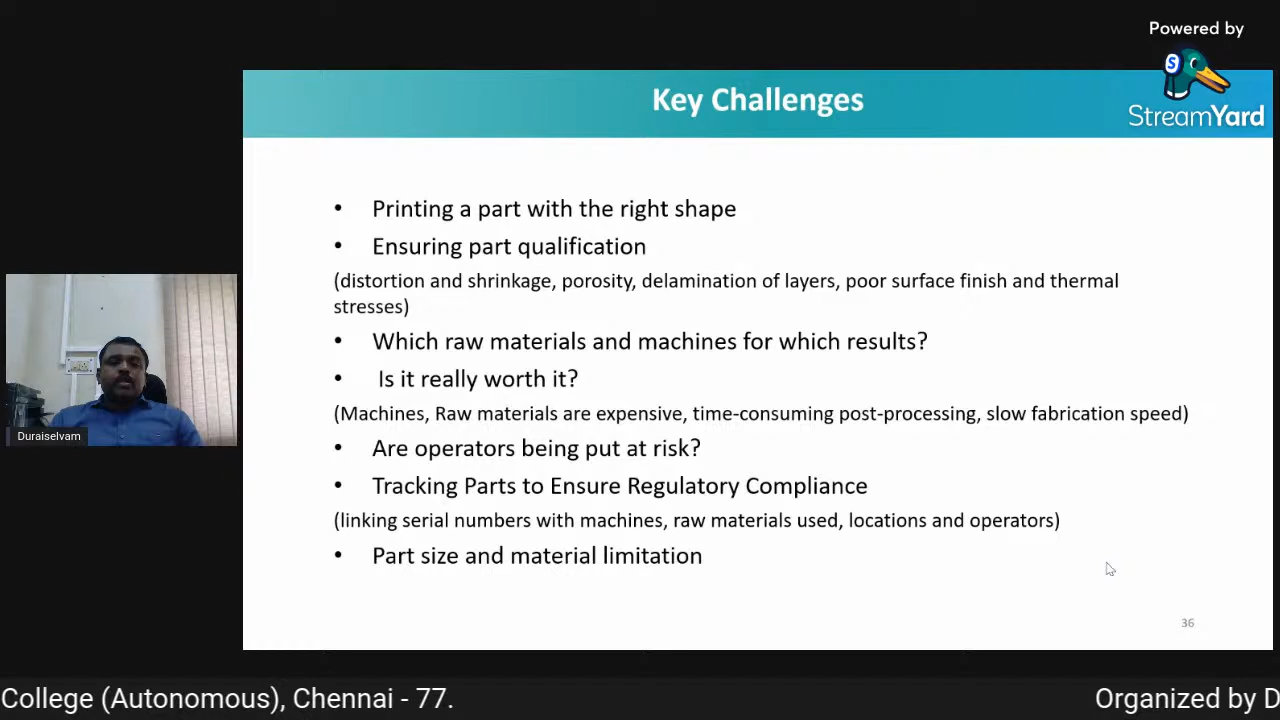 Powered by
StreamYard
Key Challenges
• Printing a part with the right shape
• Ensuring part qualification
(distortion and shrinkage, porosity, delamination of layers, poor surface finish and thermal
stresses)
• Which raw materials and machines for which results?
• Is it really worth it?
(Machines, Raw materials are expensive, time-consuming post-processing, slow fabrication speed)
• Are operators being put at risk?
• Tracking Parts to Ensure Regulatory Compliance
(linking serial numbers with machines, raw materials used, locations and operators)
• Part size and material limitation
36
Duraiselvam
College (Autonomous), Chennai - 77.
Organized by D